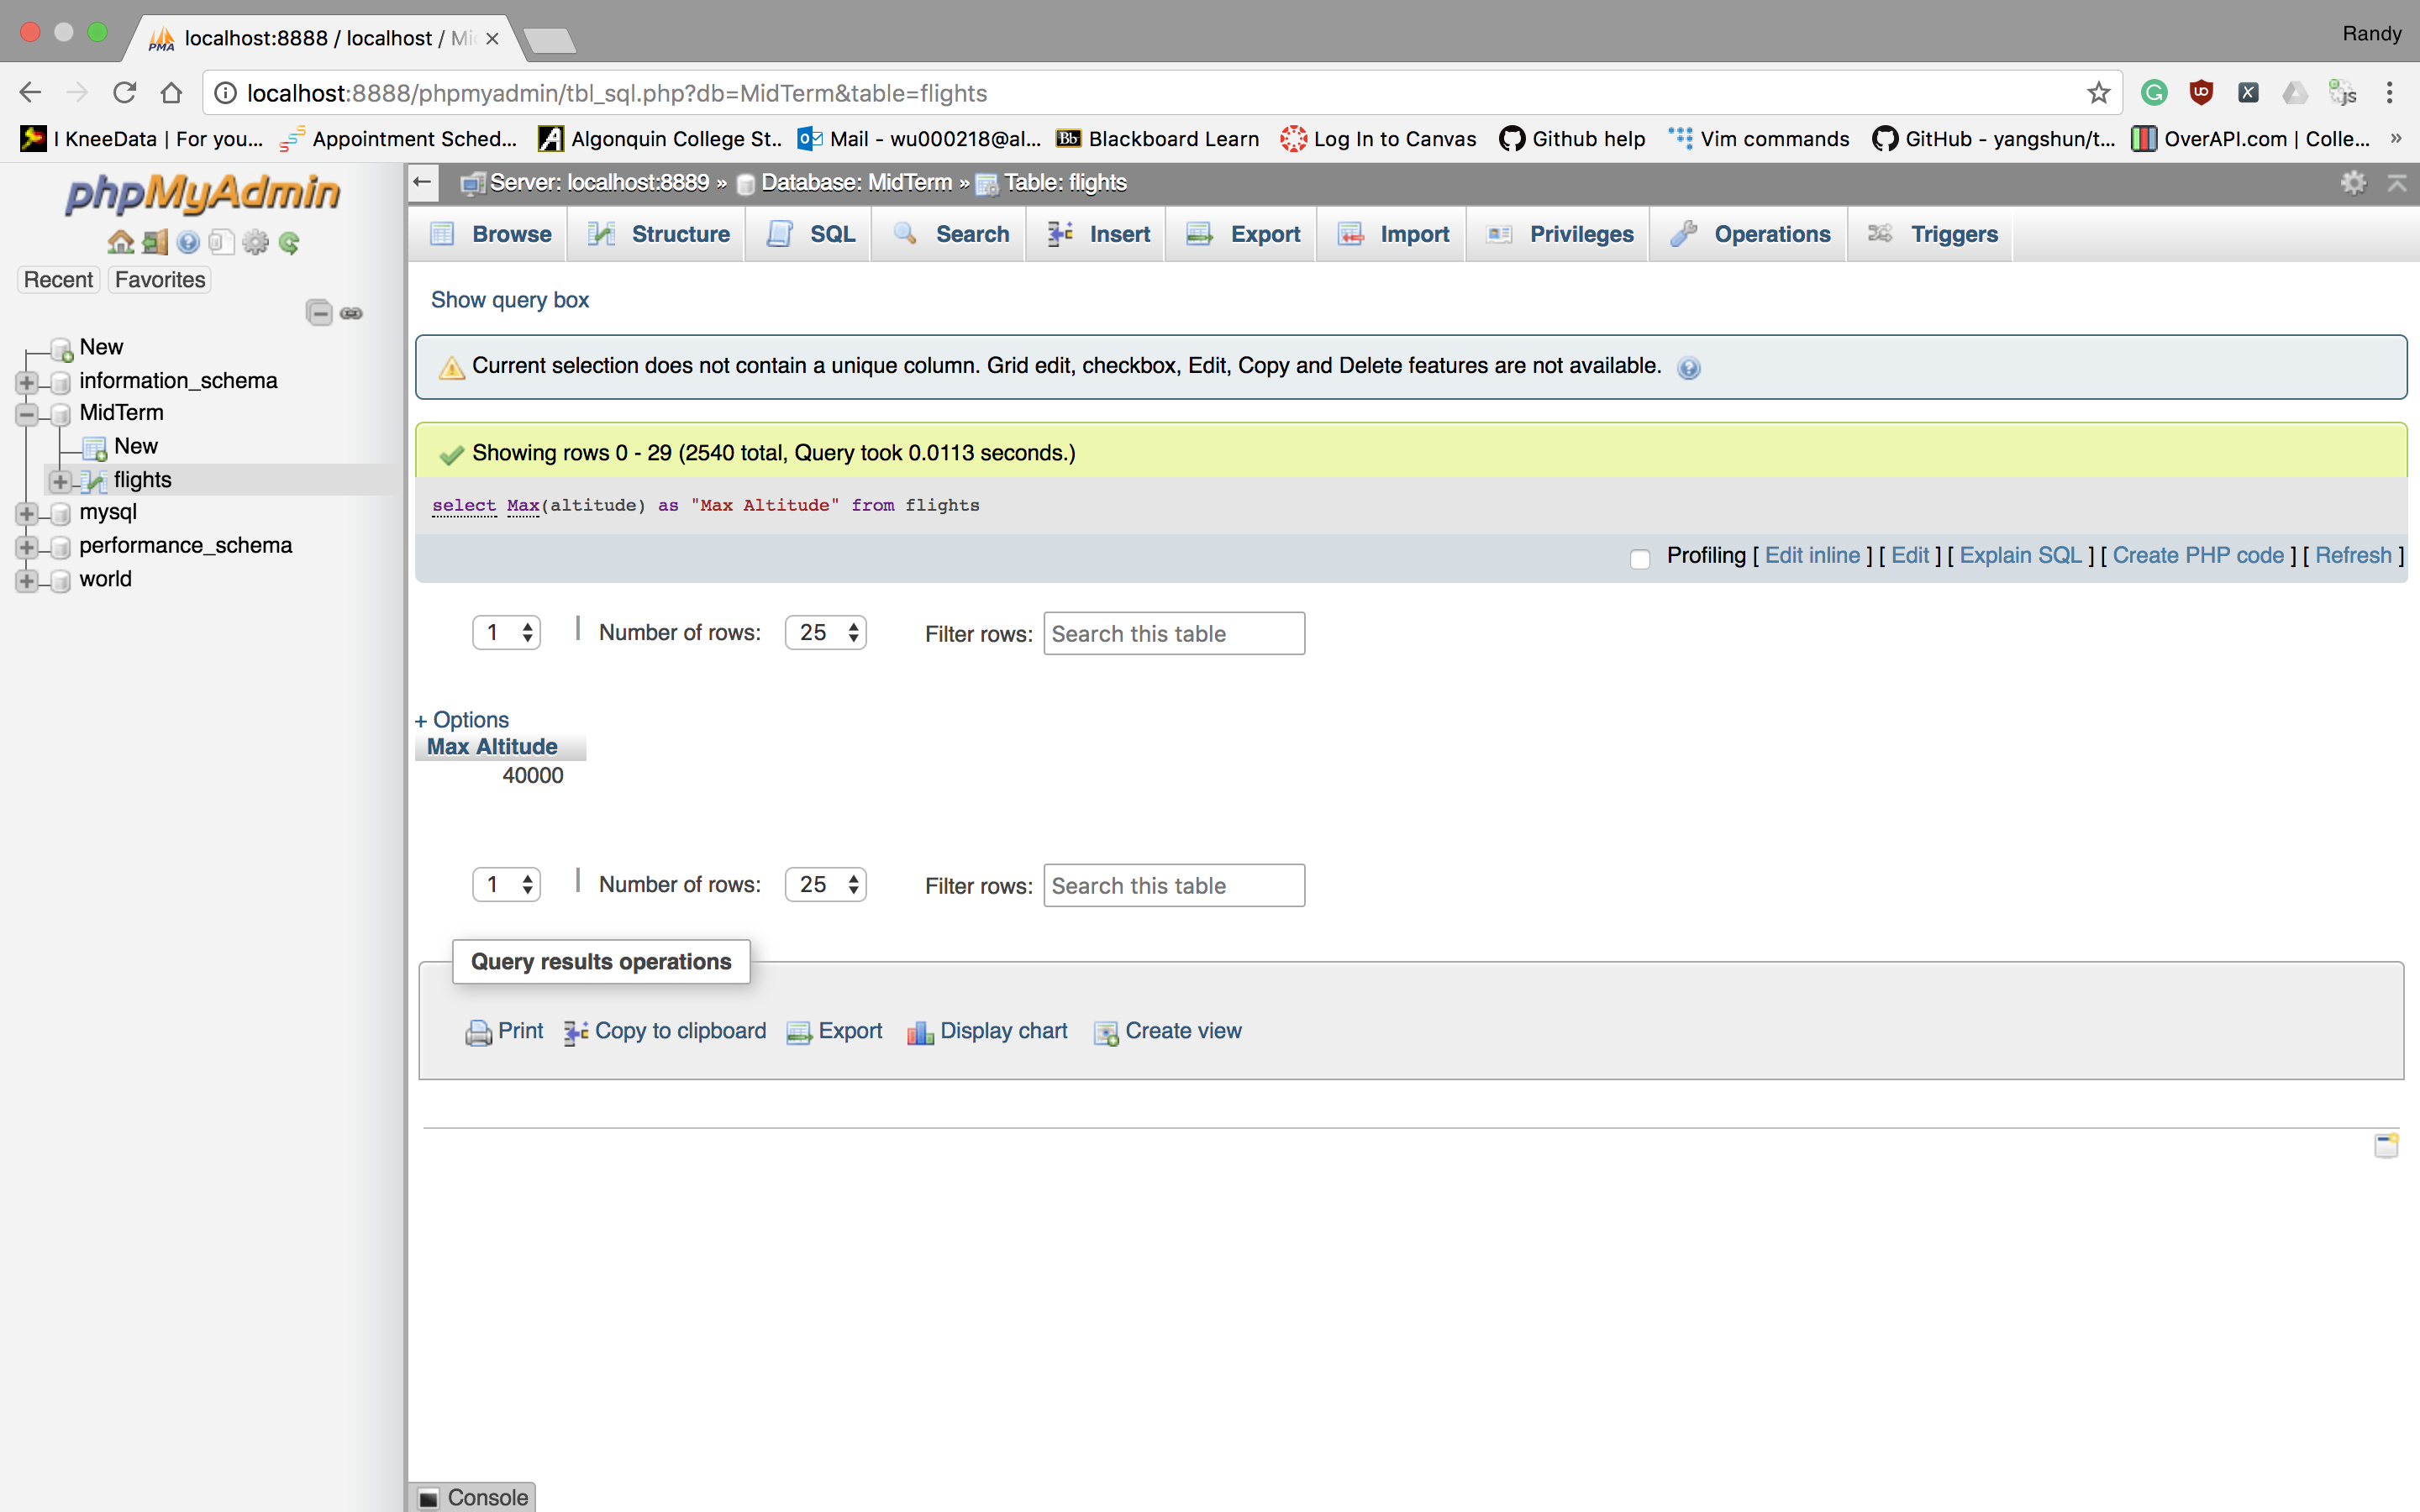 Randy
localhost:8888 / localhost / Mi
localhost:8888/phpmyadmin/tbl_sql.php?db=MidTerm&table=flights
I KneeData | For you... Appointment Sched... Algonquin College St... Mail - wu000218@al... Blackboard Learn Log In to Canvas Github help Vim commands GitHub - yangshun/t... OverAPI.com | Colle... »
phpMyAdmin
Recent Favorites
New
information_schema
MidTerm
New
flights
mysql
performance_schema
world
Server: localhost:8889 » Database: MidTerm » Table: flights
Browse Structure SQL Search Insert Export Import Privileges Operations Triggers
Show query box
Current selection does not contain a unique column. Grid edit, checkbox, Edit, Copy and Delete features are not available.
Showing rows 0 - 29 (2540 total, Query took 0.0113 seconds.)
select Max(altitude) as "Max Altitude" from flights
Profiling [ Edit inline ] [ Edit ] [ Explain SQL ] [ Create PHP code ] [ Refresh ]
1 | Number of rows: 25 Filter rows: Search this table
+ Options
Max Altitude
40000
1 | Number of rows: 25 Filter rows: Search this table
Query results operations
Print Copy to clipboard Export Display chart Create view
Console